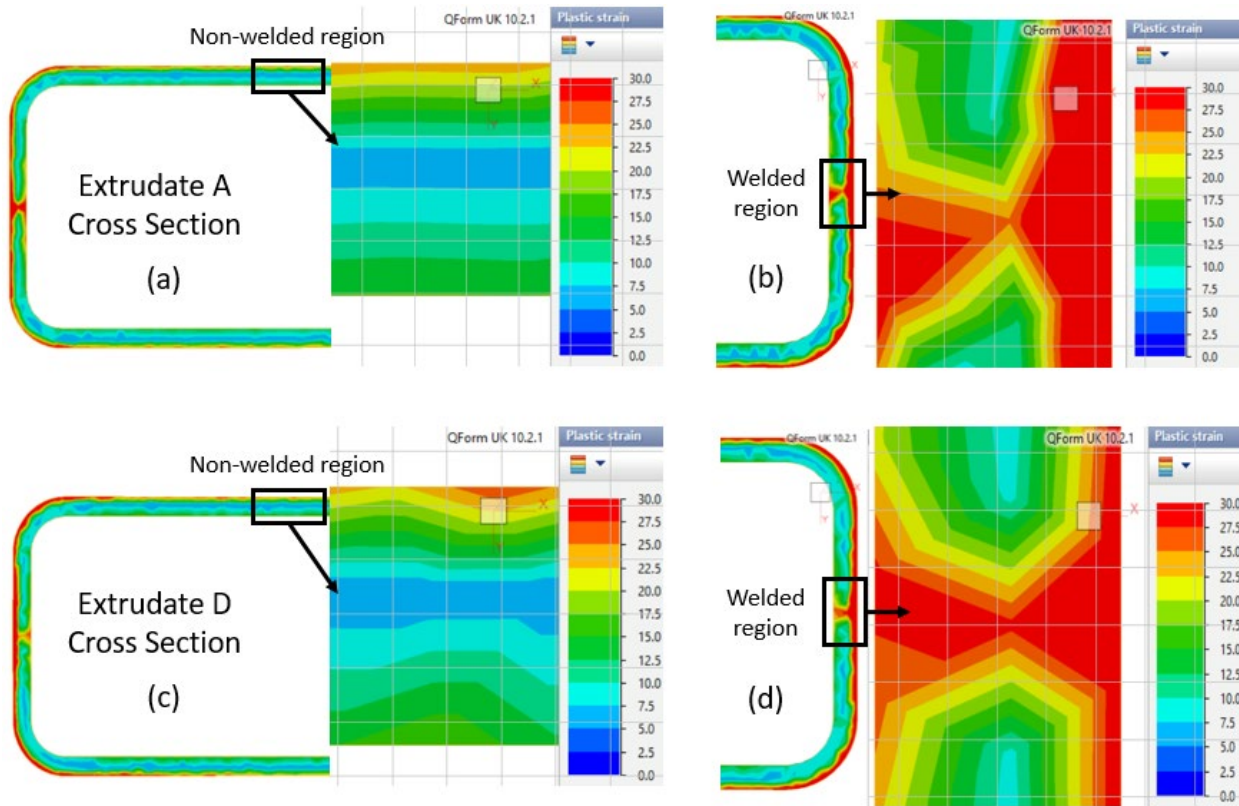 QForm UK 10.2.1
Plastic strain
Non-welded region
30.0
27.5
25.0
22.5
20.0
17.5
15.0
12.5
10.0
7.5
5.0
2.5
0.0
X
Y
Extrudate A
Cross Section
(a)
QForm UK 10.2.1
QForm UK 10.2.1
Plastic strain
X
Y
Welded
region
30.0
27.5
25.0
22.5
20.0
17.5
15.0
12.5
10.0
7.5
5.0
2.5
0.0
(b)
QForm UK 10.2.1
Plastic strain
Non-welded region
30.0
27.5
25.0
22.5
20.0
17.5
15.0
12.5
10.0
7.5
5.0
2.5
0.0
X
Y
Extrudate D
Cross Section
(c)
QForm UK 10.2.1
QForm UK 10.2.1
Plastic strain
X
Y
X
Welded
region
30.0
27.5
25.0
22.5
20.0
17.5
15.0
12.5
10.0
7.5
5.0
2.5
0.0
(d)